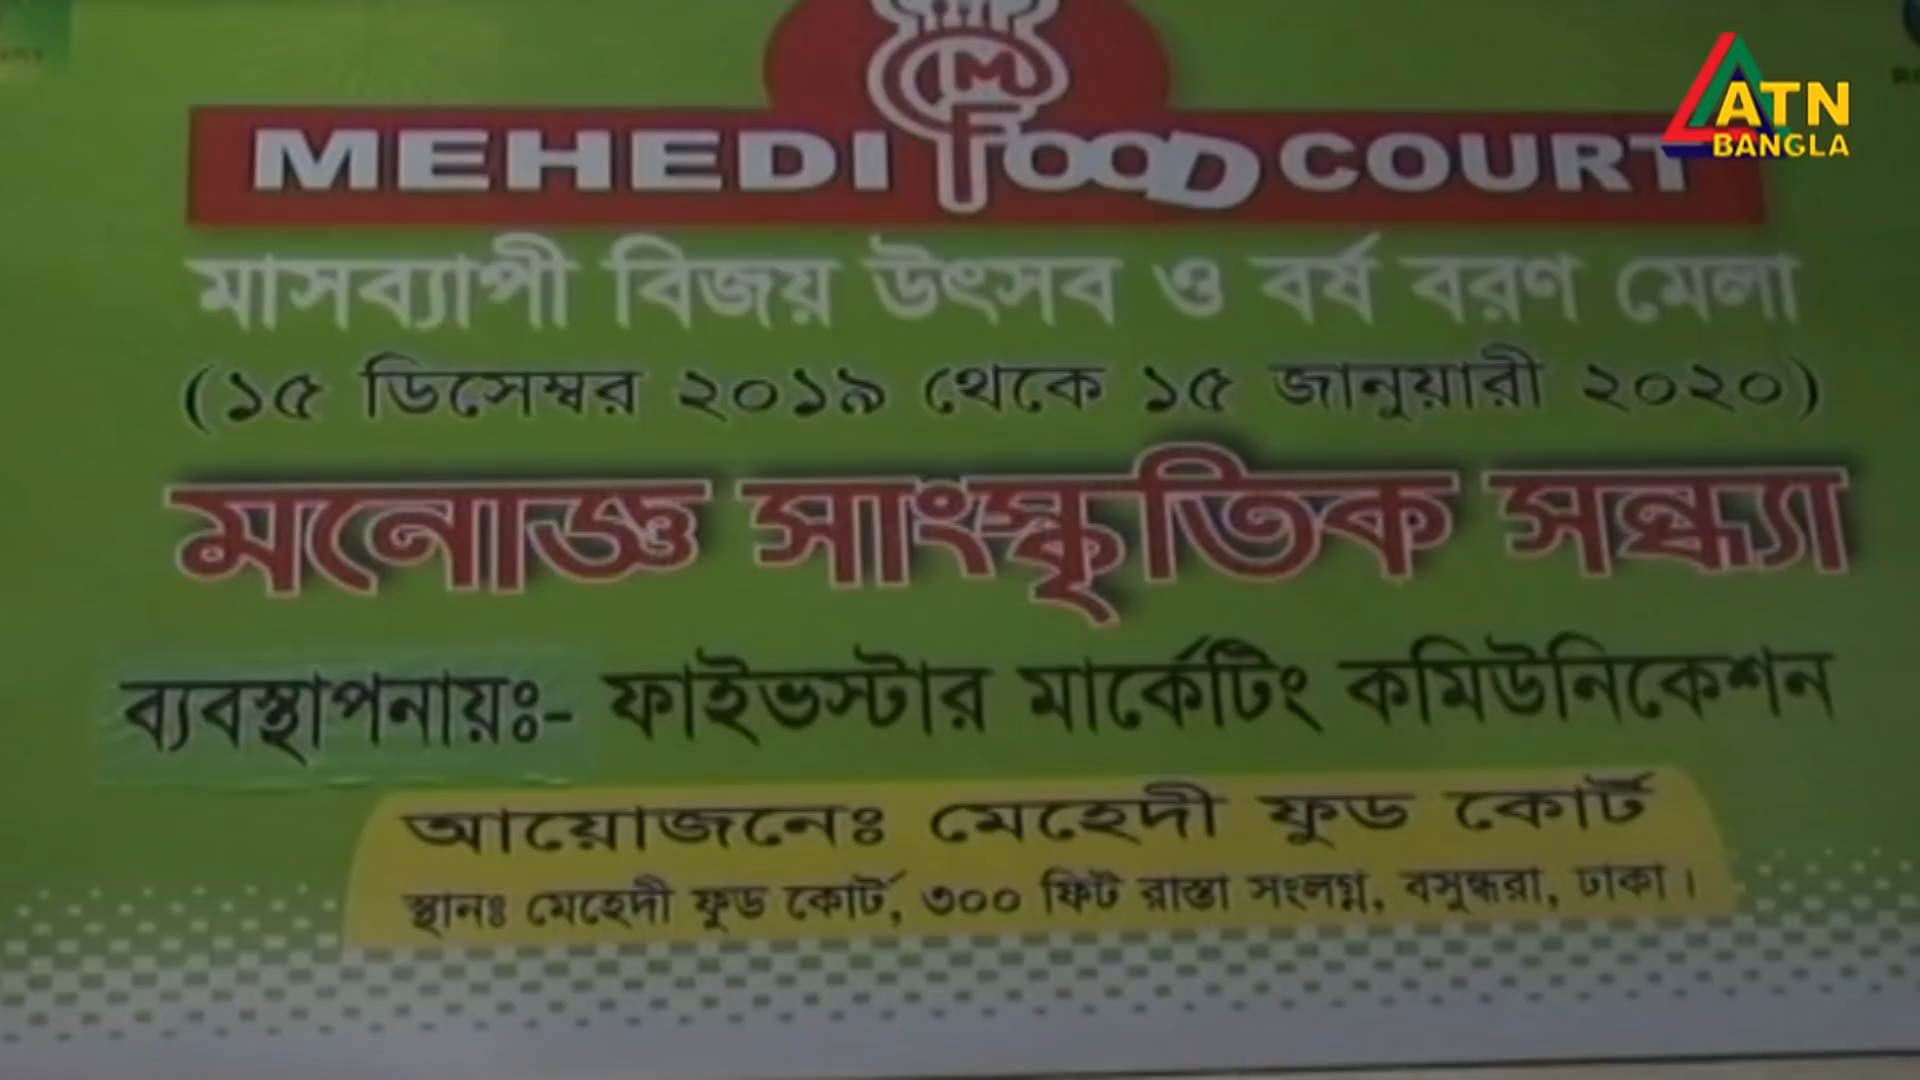 ATN
BANGLA
MEHEDI FOOD COURT
মাসব্যাপী বিজয় উৎসব ও বর্ষ বরণ মেলা
(১৫ ডিসেম্বর ২০১৯ থেকে ১৫ জানুয়ারী ২০২০)
মনোজ্ঞ সাংস্কৃতিক সন্ধ্যা
ব্যবস্থাপনায়ঃ- ফাইভস্টার মার্কেটিং কমিউনিকেশন
আয়োজনেঃ মেহেদী ফুড কোর্ট
স্থানঃ মেহেদী ফুড কোর্ট, ৩০০ ফিট রাস্তা সংলগ্ন, বসুন্ধরা, ঢাকা।